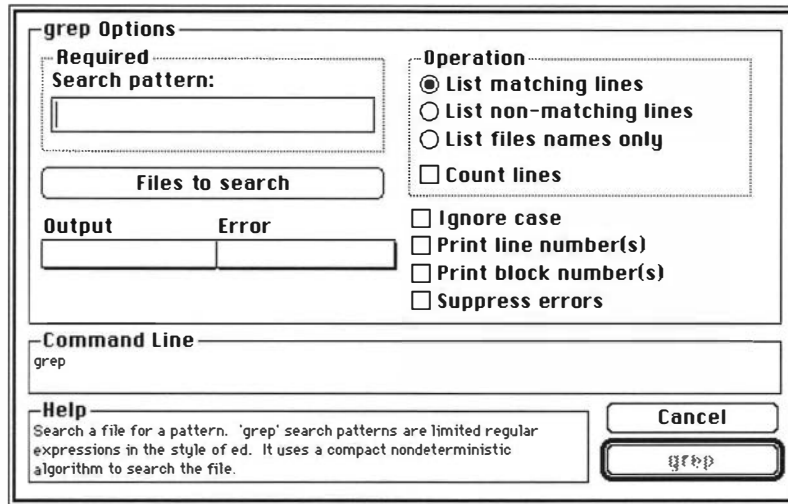 grep Options
Required
Search pattern:
Files to search
Output Error
Operation
List matching lines
List non-matching lines
List files names only
Count lines
Ignore case
Print line number(s)
Print block number(s)
Suppress errors
Command Line
grep
Help
Search a file for a pattern. 'grep' search patterns are limited regular
expressions in the style of ed. It uses a compact nondeterministic
algorithm to search the file.
Cancel
grep